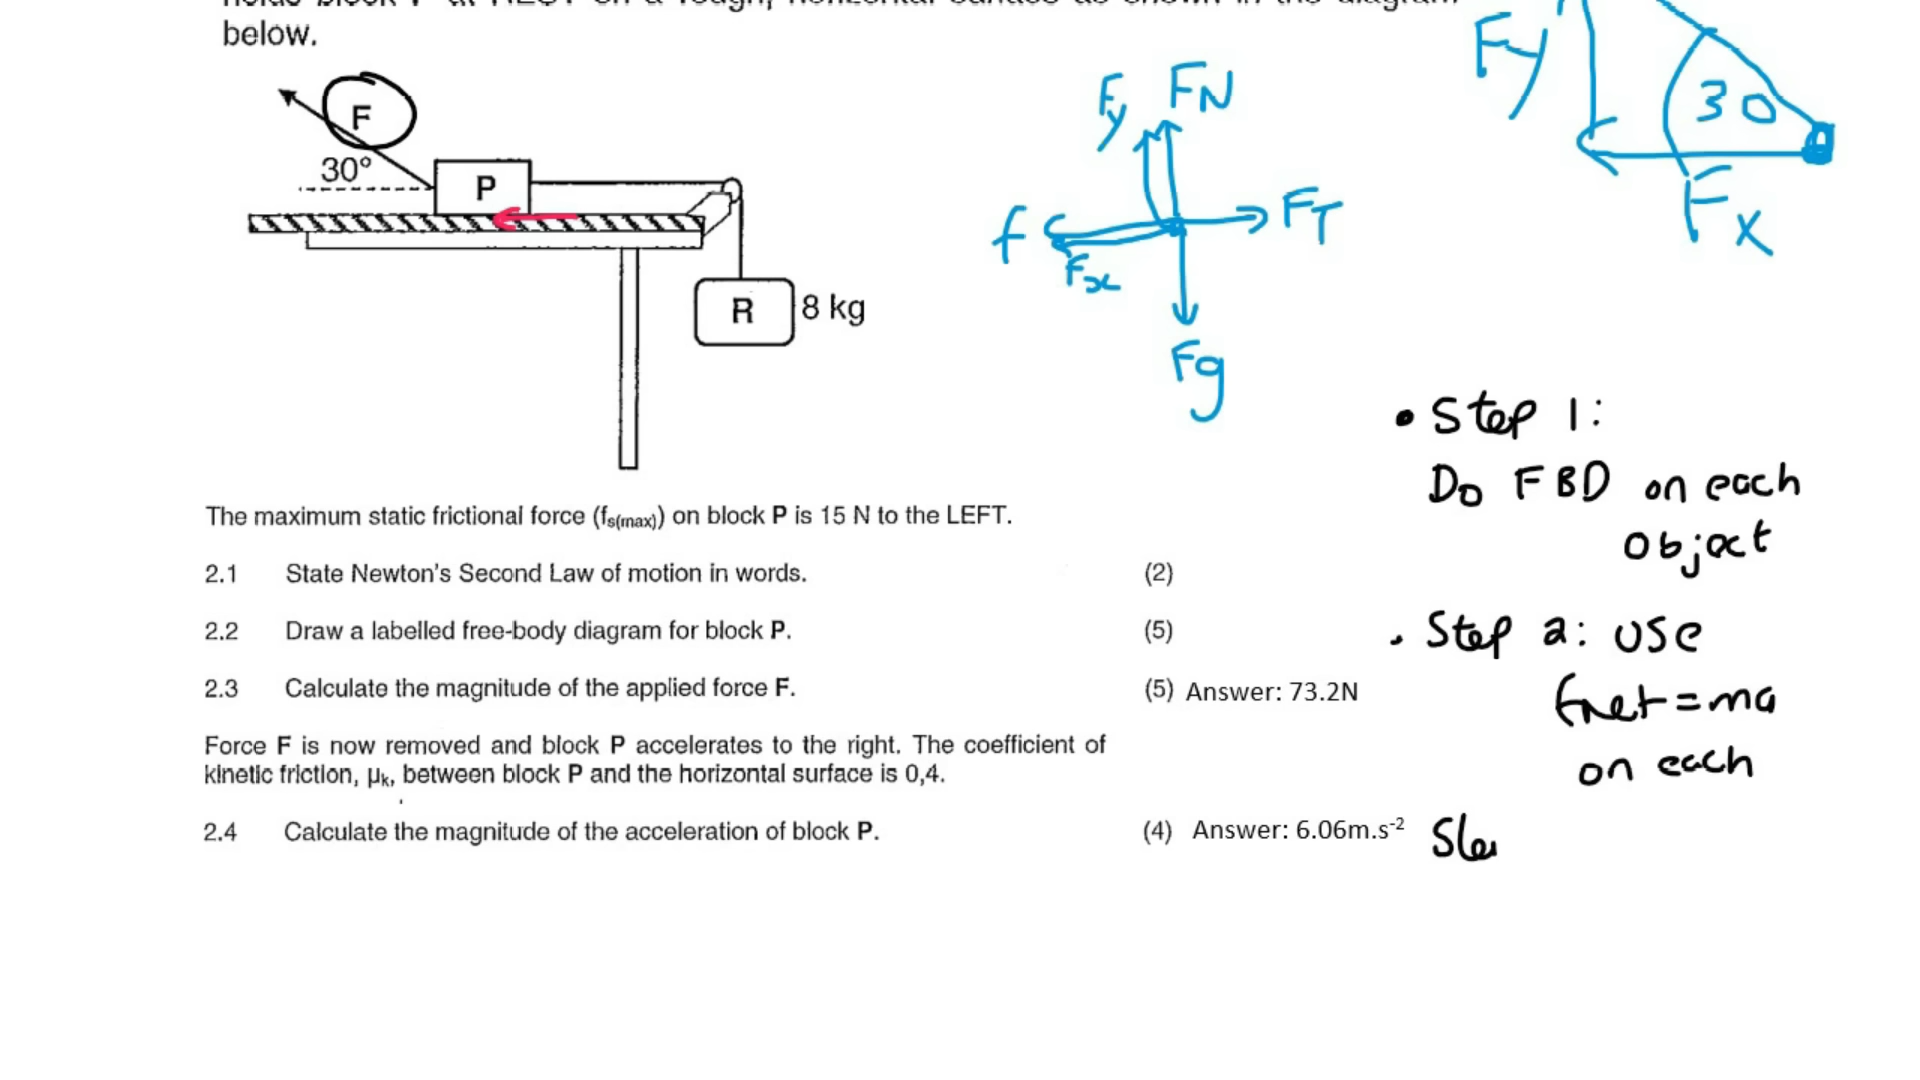 below.
F
30°
P
R
8 kg
Fy
FN
f
Fx
FT
Fg
Fy
30
Fx
• Step 1:
Do FBD on each
object
The maximum static frictional force (fs(max)) on block P is 15 N to the LEFT.
2.1 State Newton's Second Law of motion in words. (2)
2.2 Draw a labelled free-body diagram for block P. (5)
. Step 2: use
2.3 Calculate the magnitude of the applied force F. (5) Answer: 73.2N
Fnet = ma
Force F is now removed and block P accelerates to the right. The coefficient of
kinetic friction, μk, between block P and the horizontal surface is 0,4.
on each
2.4 Calculate the magnitude of the acceleration of block P. (4) Answer: 6.06m.s⁻²